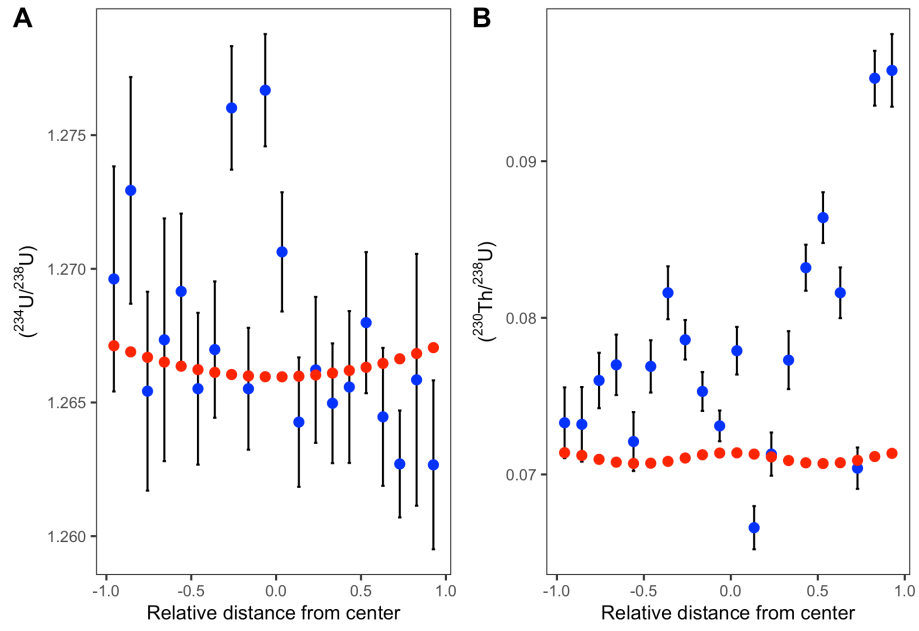 A
B
1.275
1.270
1.265
1.260
(²³⁴U/²³⁸U)
-1.0 -0.5 0.0 0.5 1.0
Relative distance from center
0.09
0.08
0.07
(²³⁰Th/²³⁸U)
-1.0 -0.5 0.0 0.5 1.0
Relative distance from center